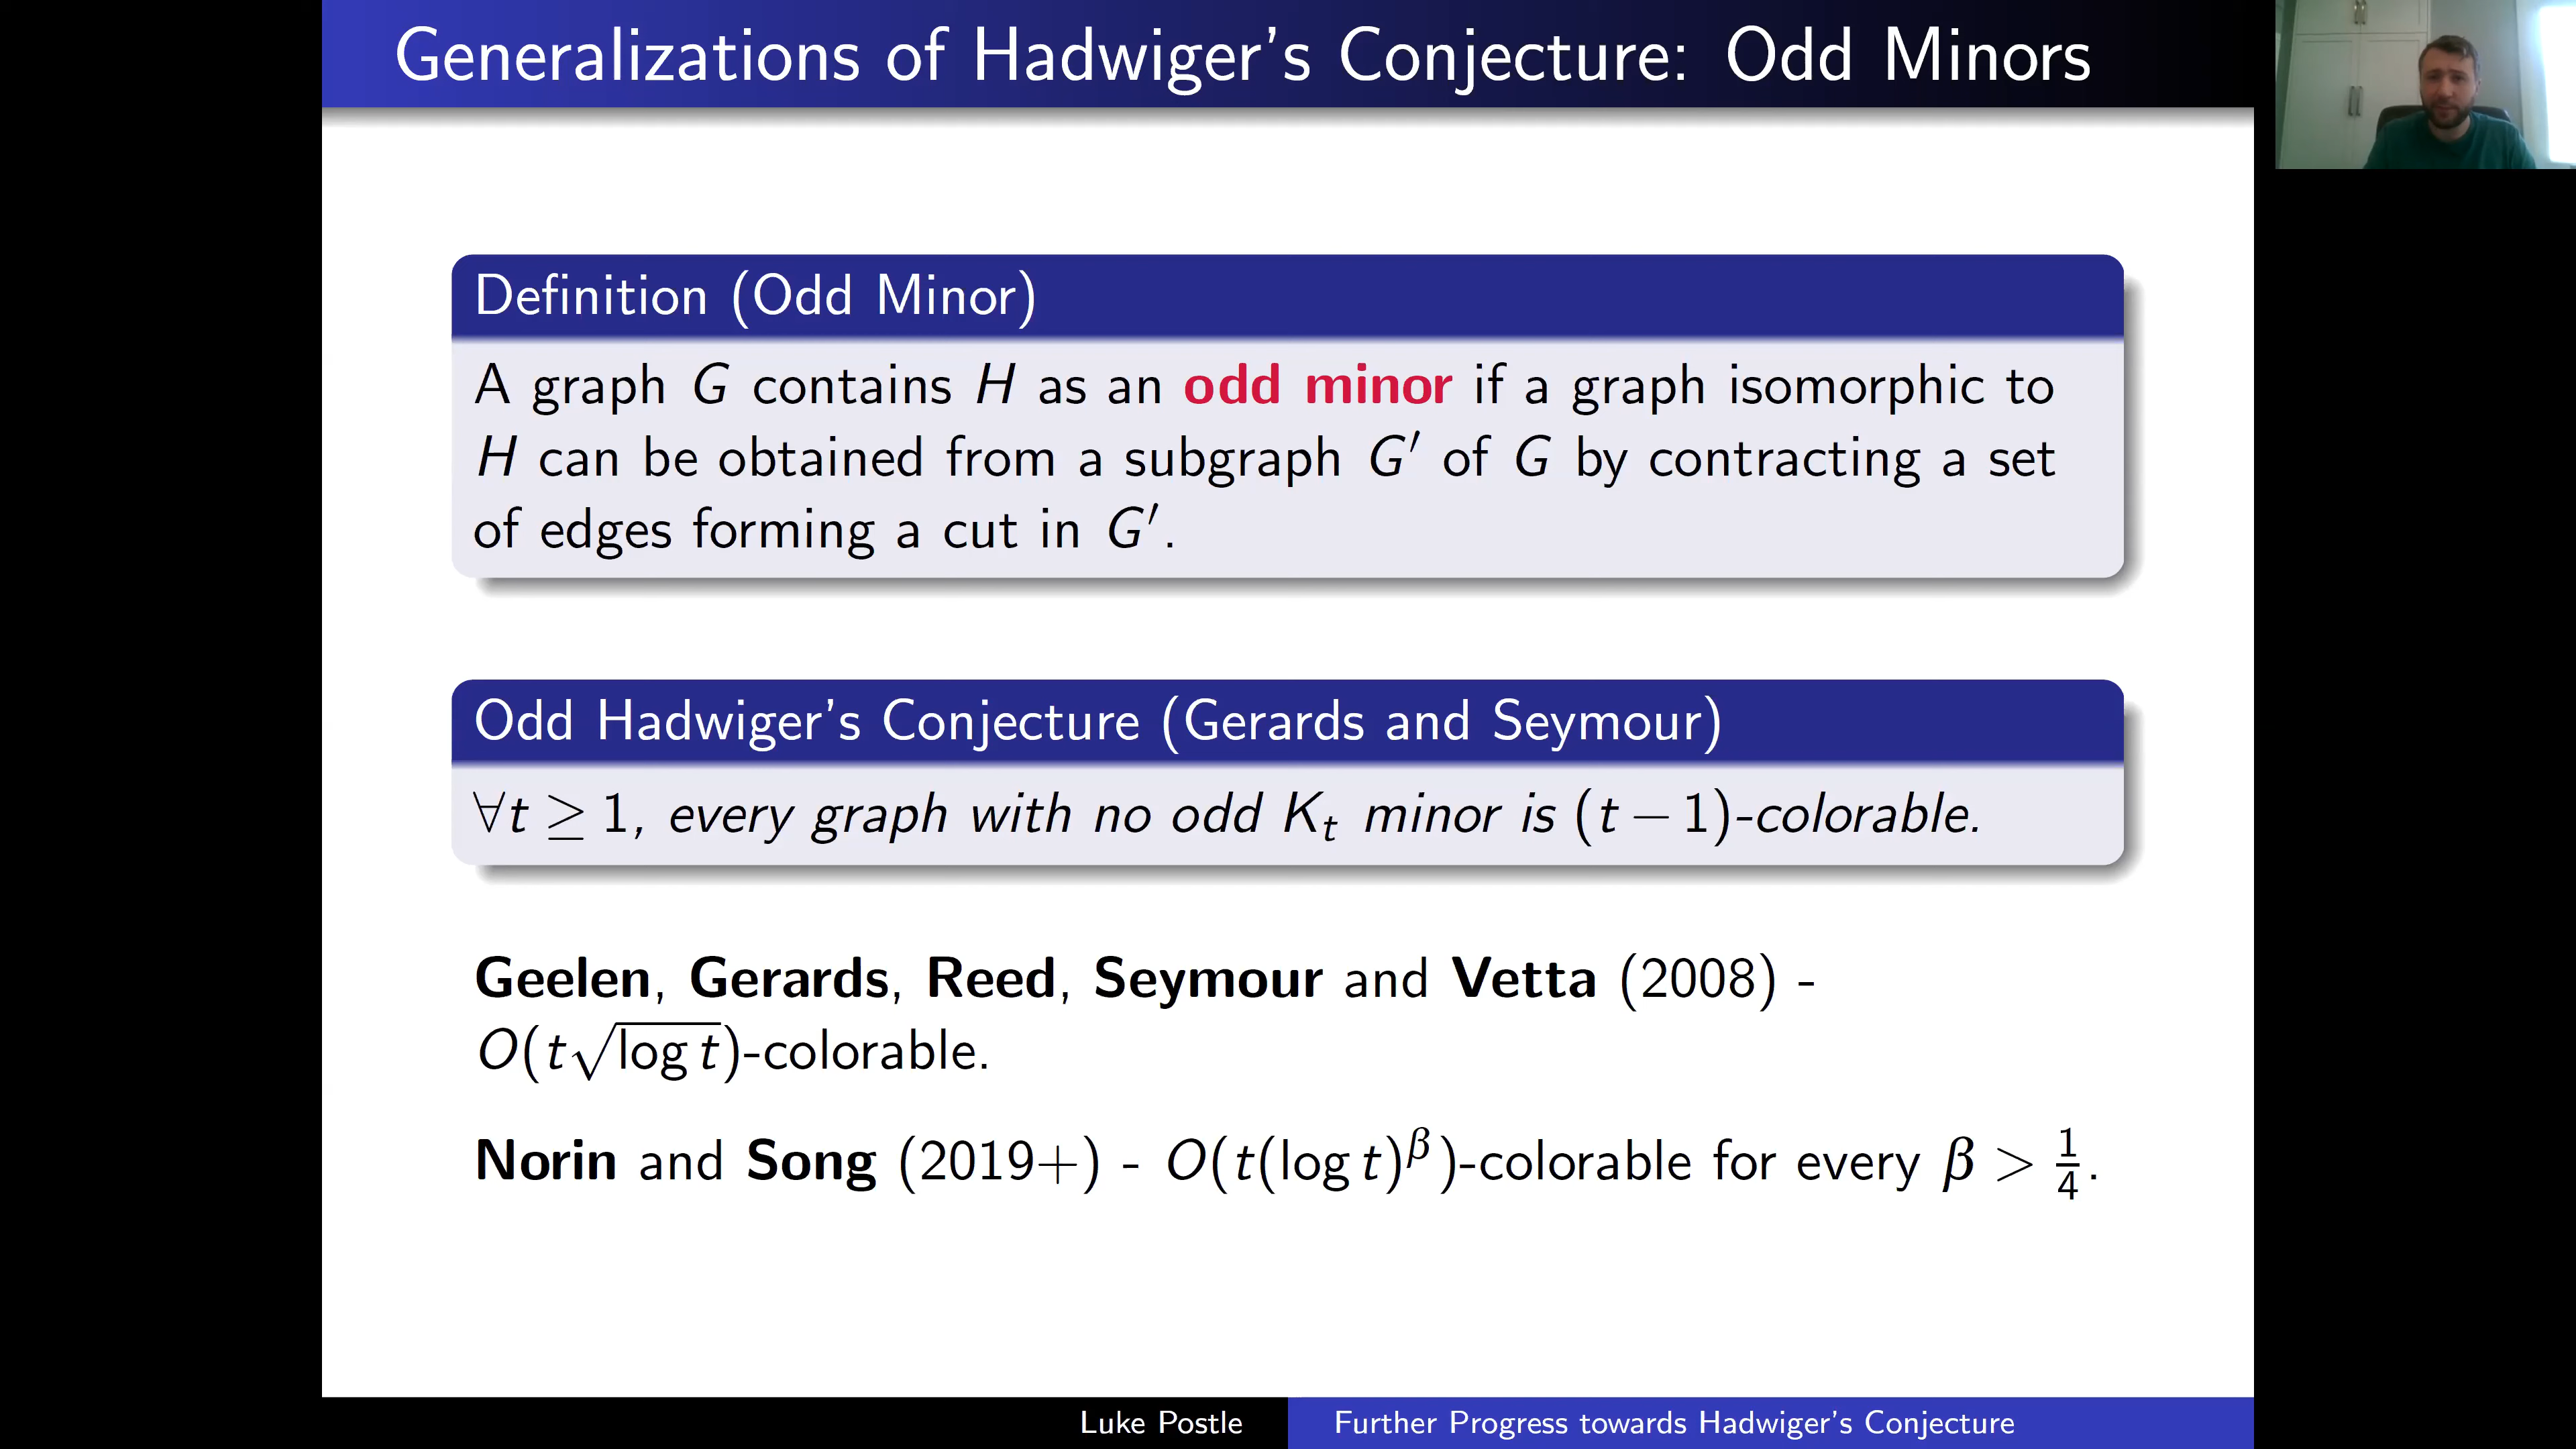 Generalizations of Hadwiger's Conjecture: Odd Minors
Definition (Odd Minor)
A graph G contains H as an odd minor if a graph isomorphic to
H can be obtained from a subgraph G′ of G by contracting a set
of edges forming a cut in G′.
Odd Hadwiger's Conjecture (Gerards and Seymour)
∀t ≥ 1, every graph with no odd K_t minor is (t − 1)-colorable.
Geelen, Gerards, Reed, Seymour and Vetta (2008) -
O(t√log t)-colorable.
Norin and Song (2019+) - O(t(log t)^β)-colorable for every β > 1/4.
Luke Postle
Further Progress towards Hadwiger's Conjecture